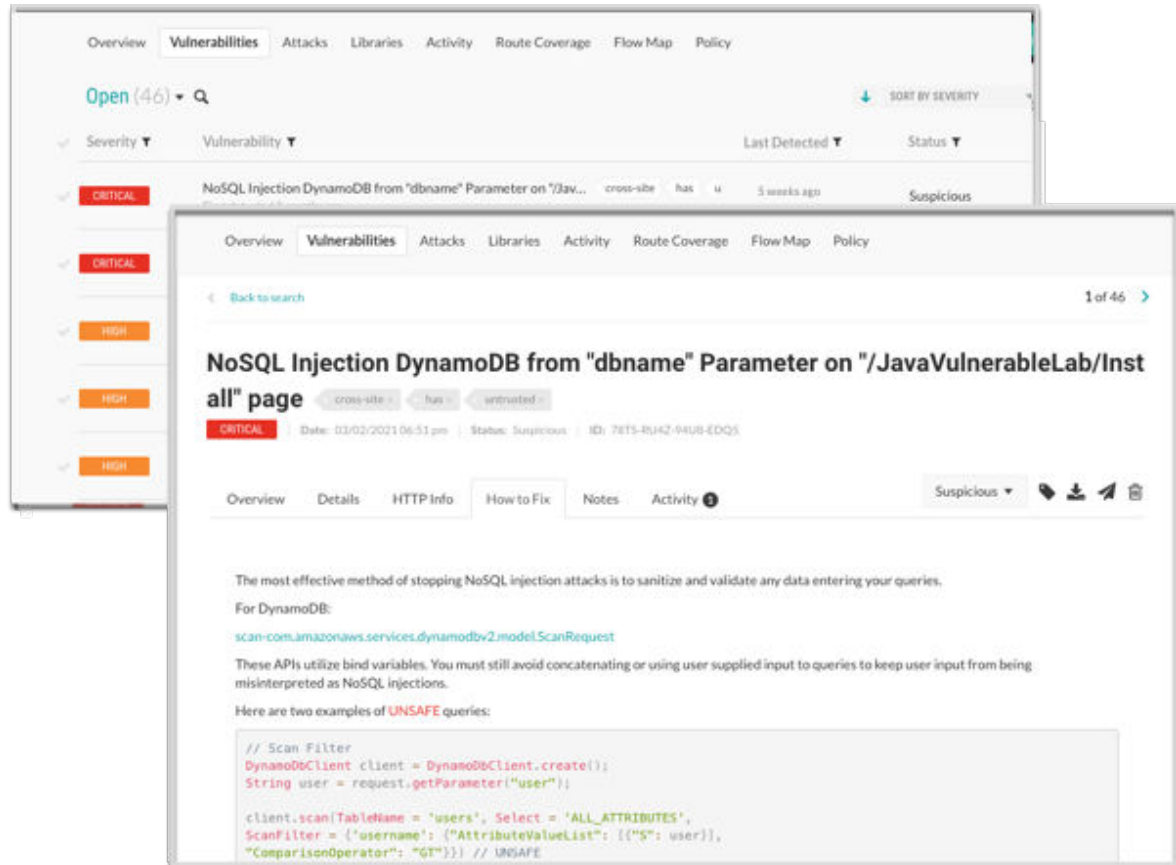 Overview Vulnerabilities Attacks Libraries Activity Route Coverage Flow Map Policy
Open (46)
SORT BY SEVERITY
Severity Vulnerability Last Detected Status
CRITICAL NoSQL Injection DynamoDB from "dbname" Parameter on "/Jav... cross-site has u 5 weeks ago Suspicious
CRITICAL
HIGH
HIGH
HIGH
Overview Vulnerabilities Attacks Libraries Activity Route Coverage Flow Map Policy
Back to search 1 of 46
NoSQL Injection DynamoDB from "dbname" Parameter on "/JavaVulnerableLab/Inst
all" page cross-site has untrusted
CRITICAL Date: 03/02/2021 06:51 pm Status: Suspicious ID:
Overview Details HTTP Info How to Fix Notes Activity Suspicious
The most effective method of stopping NoSQL injection attacks is to sanitize and validate any data entering your queries.
For DynamoDB:
scan-com.amazonaws.services.dynamodbv2.model.ScanRequest
These APIs utilize bind variables. You must still avoid concatenating or using user supplied input to queries to keep user input from being
misinterpreted as NoSQL injections.
Here are two examples of UNSAFE queries:
// Scan Filter
DynamoDbClient client = DynamoDbClient.create();
String user = request.getParameter("user");
client.scan(TableName = 'users', Select = 'ALL_ATTRIBUTES',
ScanFilter = {'username': {"AttributeValueList": [{"S": user}],
"ComparisonOperator": "GT"}}) // UNSAFE